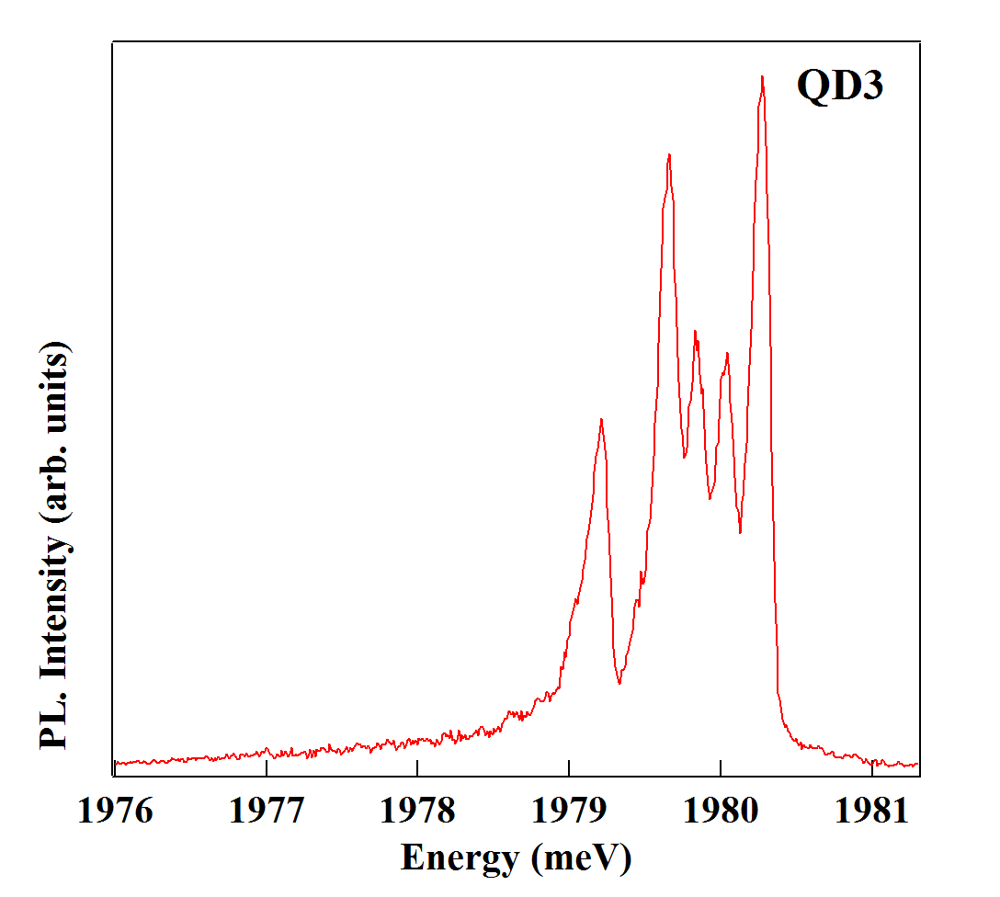 QD3
PL. Intensity (arb. units)
1976 1977 1978 1979 1980 1981
Energy (meV)